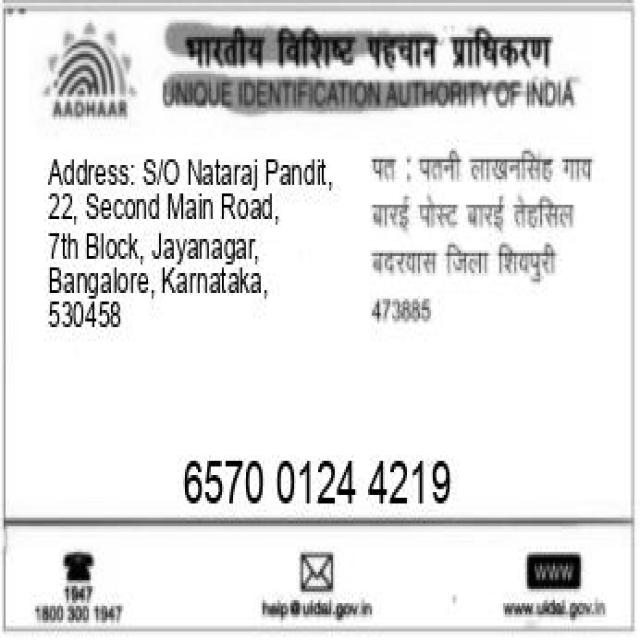 भारतीय विशिष्ट पहचान प्राधिकरण
AADHAAR
UNIQUE IDENTIFICATION AUTHORITY OF INDIA
Address: S/O Nataraj Pandit,
22, Second Main Road,
7th Block, Jayanagar,
Bangalore, Karnataka,
530458
पत : पतनी लाखनसिंह गाव
बारई पोस्ट बारई तेहसिल
बदरवास जिला शिवपुरी
473885
6570 0124 4219
1947
1800 300 1947
help@uidai.gov.in
WWW
www.uidai.gov.in